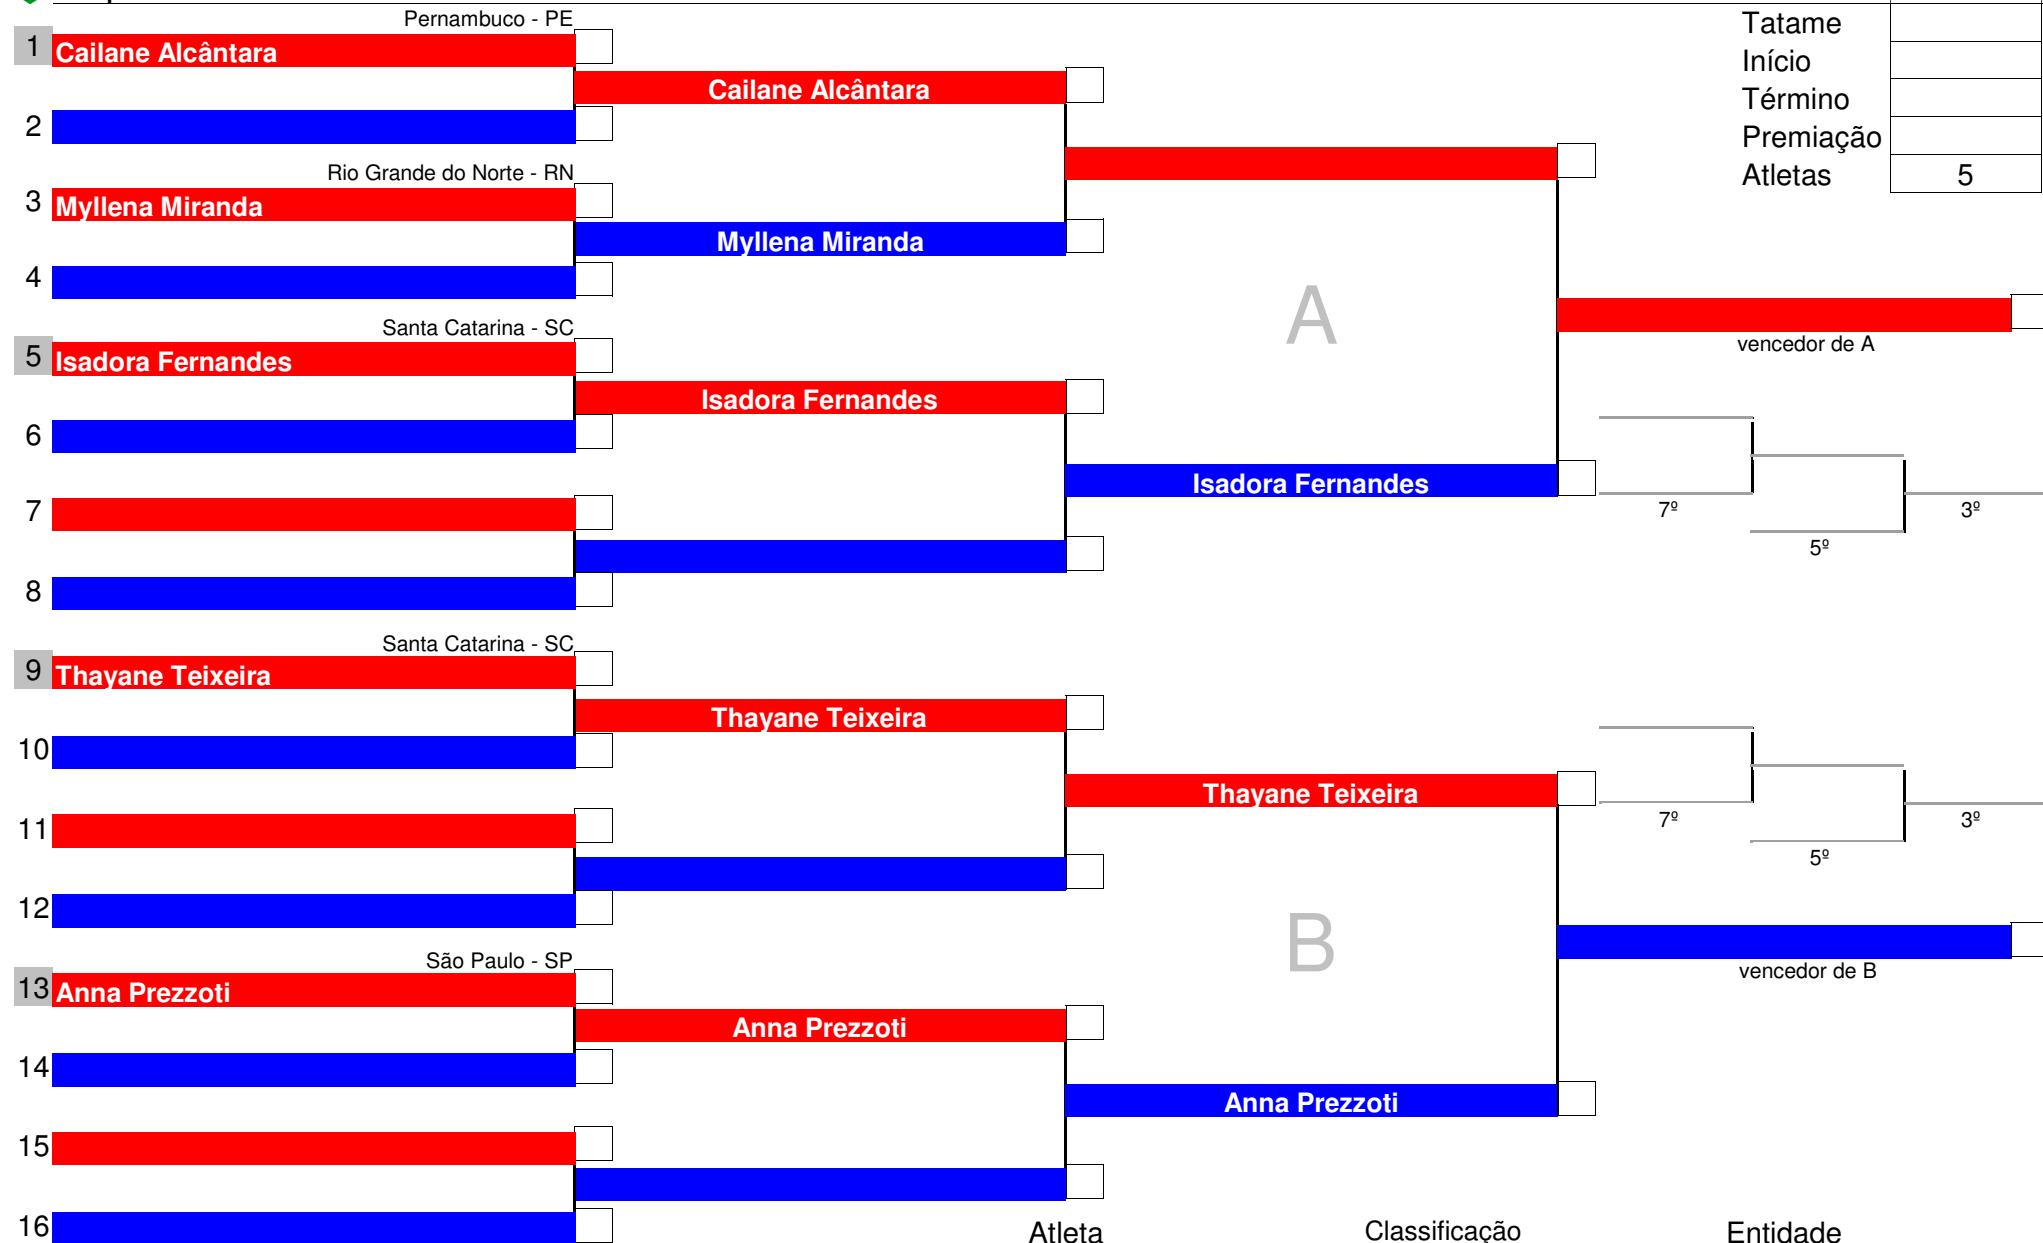 Pernambuco - PE
Tatame
1 Cailane Alcântara
Início
Cailane Alcântara
Término
2
Premiação
Rio Grande do Norte - RN
Atletas 5
3 Myllena Miranda
Myllena Miranda
4
A
Santa Catarina - SC
vencedor de A
5 Isadora Fernandes
Isadora Fernandes
6
Isadora Fernandes
7
7º
3º
5º
8
Santa Catarina - SC
9 Thayane Teixeira
Thayane Teixeira
10
Thayane Teixeira
11
7º
3º
5º
12
B
São Paulo - SP
vencedor de B
13 Anna Prezzoti
Anna Prezzoti
14
Anna Prezzoti
15
16
Atleta Classificação Entidade